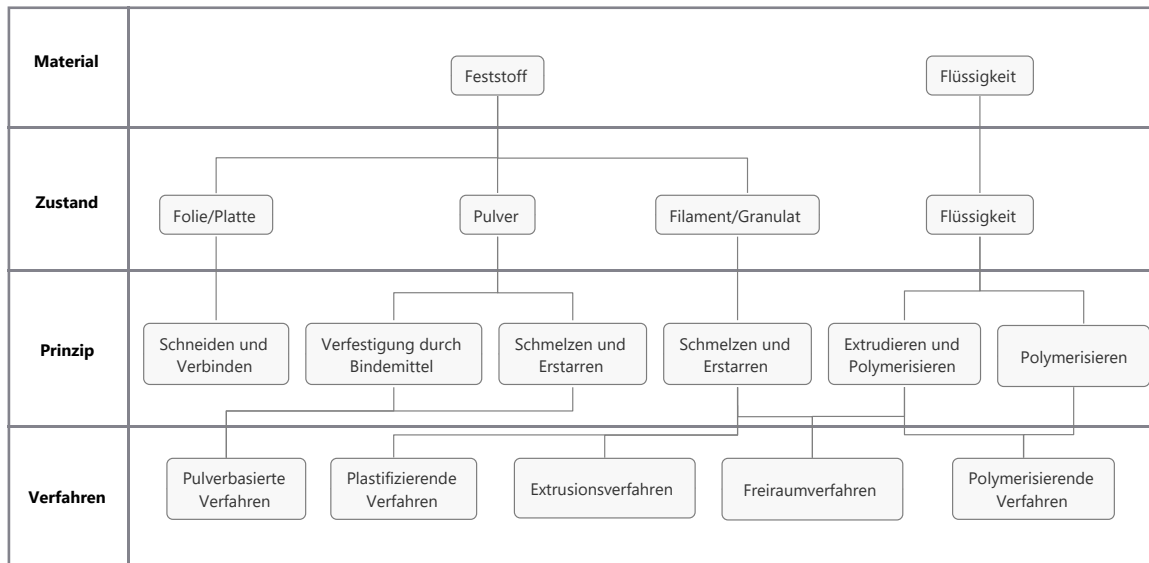 Material
Feststoff
Flüssigkeit
Zustand
Folie/Platte
Pulver
Filament/Granulat
Flüssigkeit
Prinzip
Schneiden und
Verbinden
Verfestigung durch
Bindemittel
Schmelzen und
Erstarren
Schmelzen und
Erstarren
Extrudieren und
Polymerisieren
Polymerisieren
Verfahren
Pulverbasierte
Verfahren
Plastifizierende
Verfahren
Extrusionsverfahren
Freiraumverfahren
Polymerisierende
Verfahren